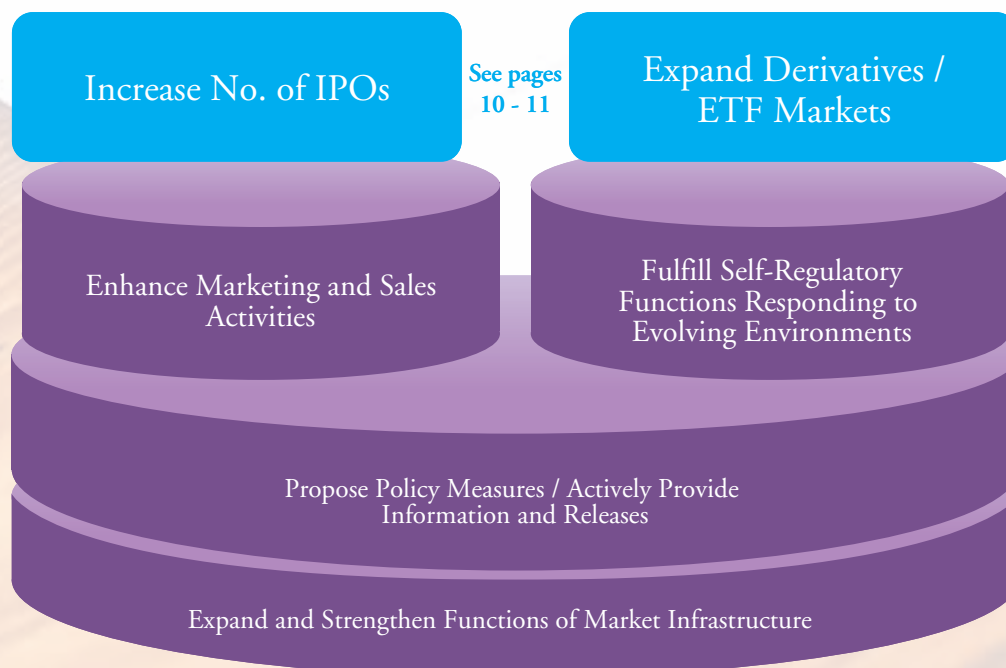 Increase No. of IPOs
See pages
10 - 11
Expand Derivatives /
ETF Markets
Enhance Marketing and Sales
Activities
Fulfill Self-Regulatory
Functions Responding to
Evolving Environments
Propose Policy Measures / Actively Provide
Information and Releases
Expand and Strengthen Functions of Market Infrastructure